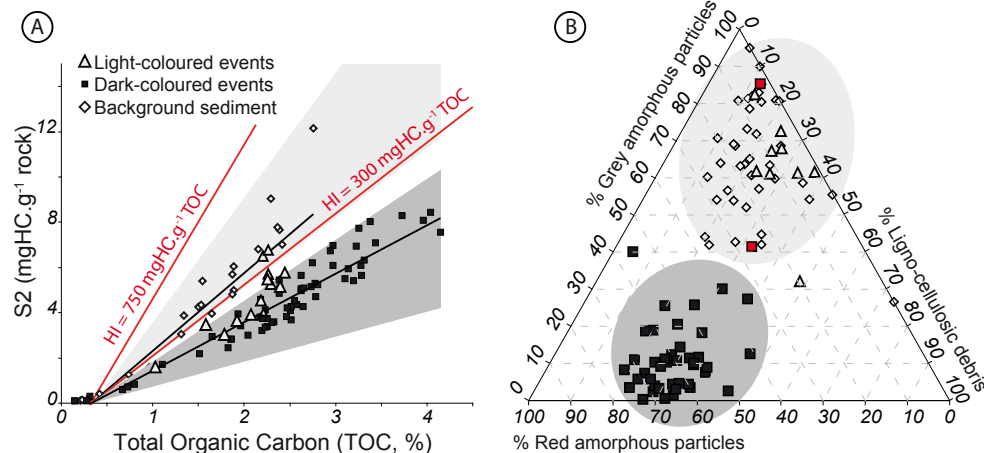 A
Light-coloured events
Dark-coloured events
Background sediment
HI = 750 mgHC.g⁻¹ TOC
HI = 300 mgHC.g⁻¹ TOC
S2 (mgHC.g⁻¹ rock)
12
8
4
0
0 1 2 3 4
Total Organic Carbon (TOC, %)
B
% Grey amorphous particles
100
90
80
70
60
50
40
30
20
10
0
% Ligno-cellulosic debris
0
10
20
30
40
50
60
70
80
90
100
100 90 80 70 60 50 40 30 20 10 0
% Red amorphous particles